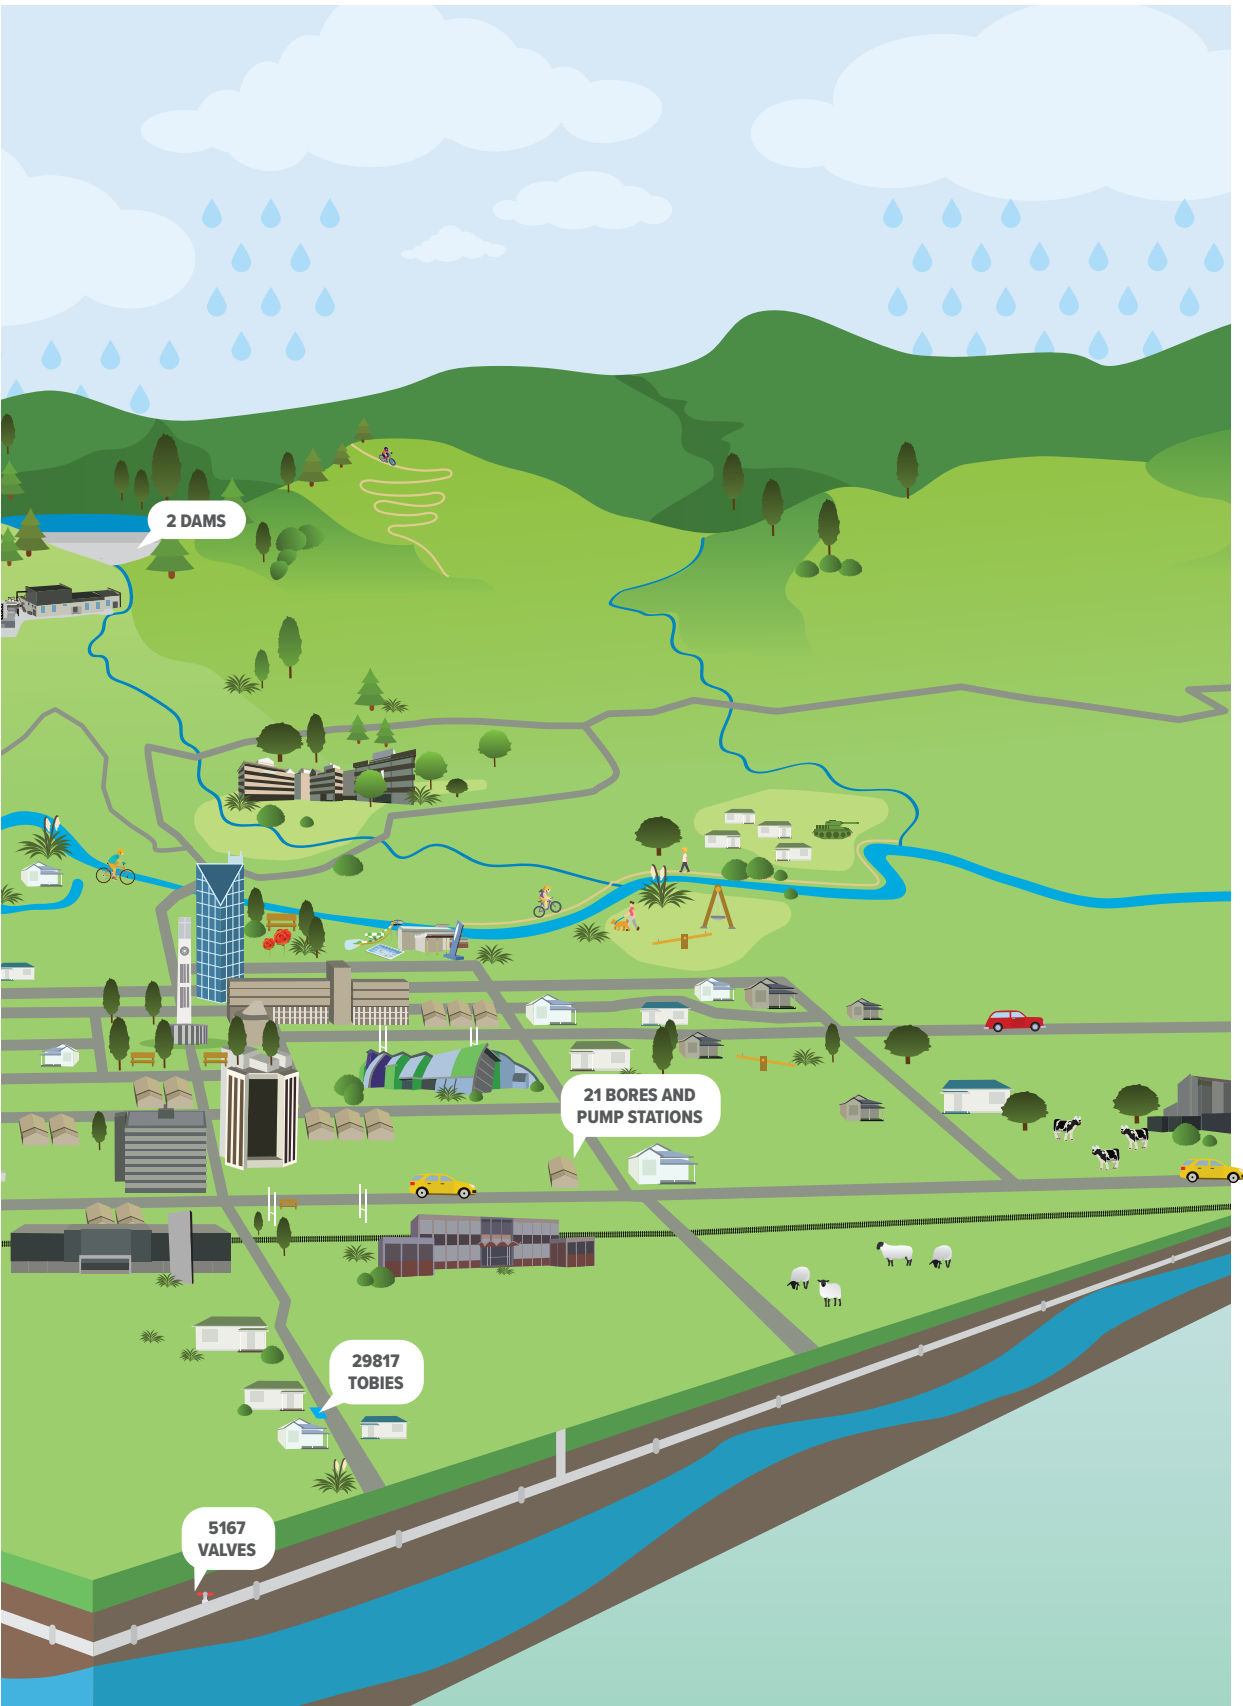 2 DAMS
21 BORES AND
PUMP STATIONS
29817
TOBIES
5167
VALVES